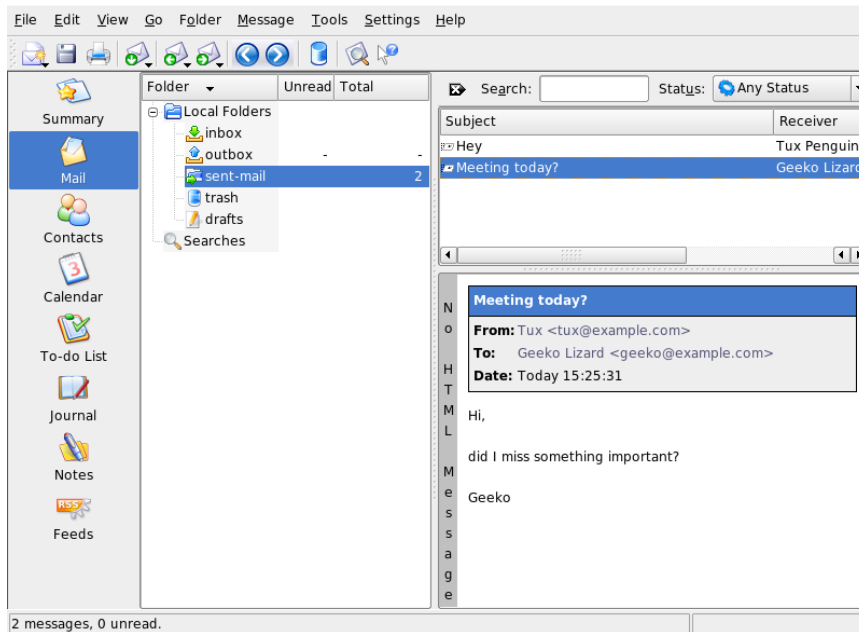 File Edit View Go Folder Message Tools Settings Help
Summary
Mail
Contacts
3
Calendar
To-do List
Journal
Notes
RSS
Feeds
Folder Unread Total
Local Folders
inbox
outbox - -
sent-mail 2
trash
drafts
Searches
Search: Status: Any Status
Subject Receiver
Hey Tux Penguin
Meeting today? Geeko Lizard
No HTML Message
Meeting today?
From: Tux <tux@example.com>
To: Geeko Lizard <geeko@example.com>
Date: Today 15:25:31
Hi,
did I miss something important?
Geeko
2 messages, 0 unread.